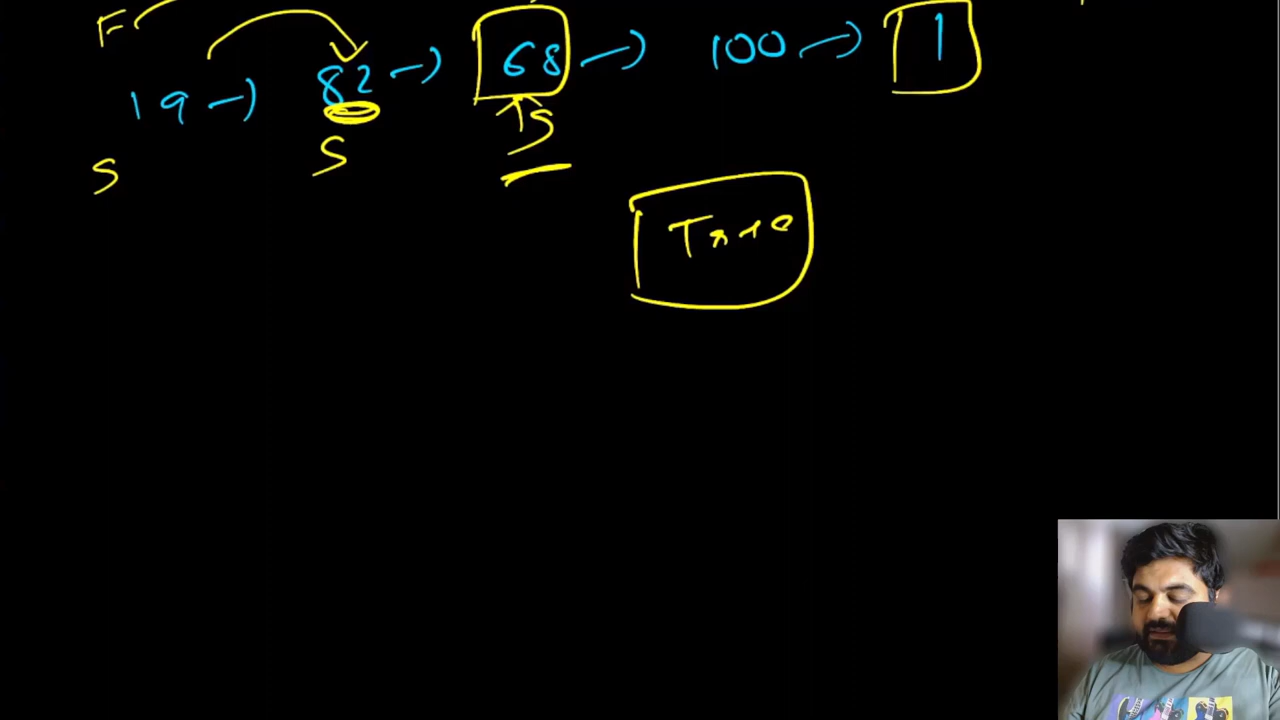 F
19 → 82 → 68 → 100 → 1
S S S
True